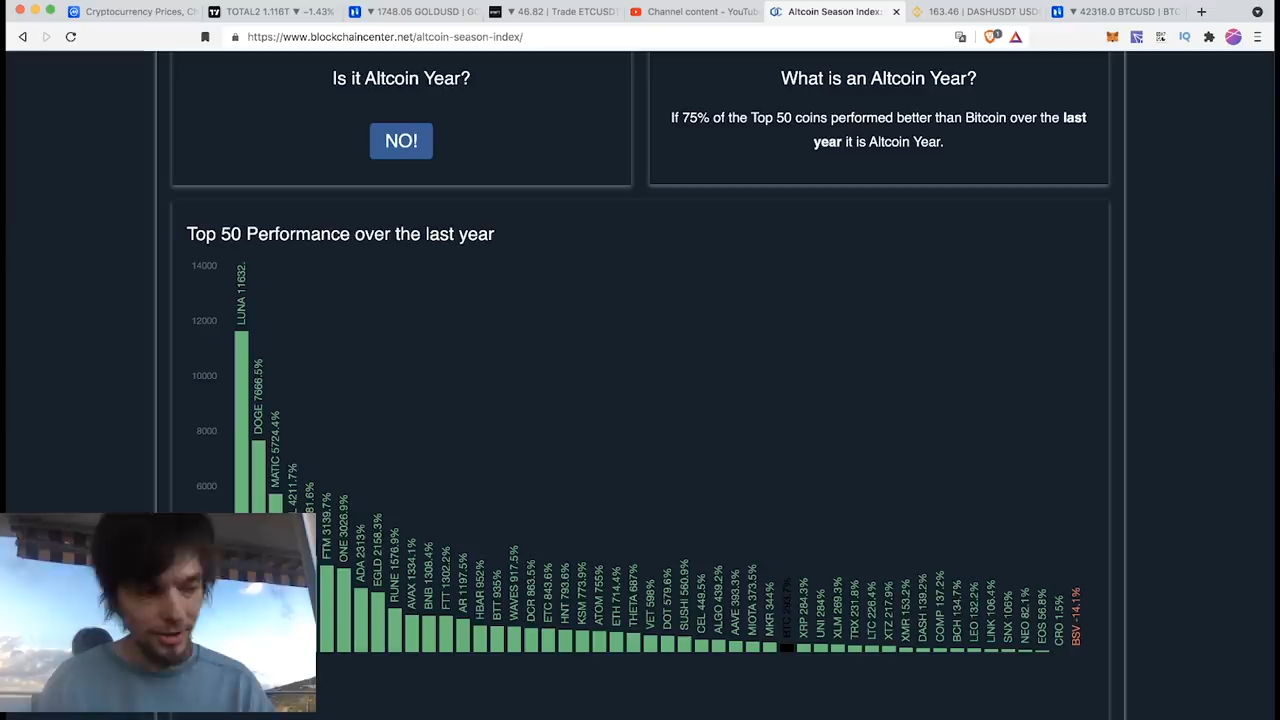 Cryptocurrency Prices, C
TOTAL2 1.116T ▼ −1.43%
▼ 1748.05 GOLDUSD | GO
▼ 46.82 | Trade ETCUSDT
Channel content - YouTube
Altcoin Season Index:
163.46 | DASHUSDT USD
▼ 42318.0 BTCUSD | BTC
https://www.blockchaincenter.net/altcoin-season-index/
Is it Altcoin Year?
NO!
What is an Altcoin Year?
If 75% of the Top 50 coins performed better than Bitcoin over the last
year it is Altcoin Year.
Top 50 Performance over the last year
14000
12000
10000
8000
6000
LUNA 11632.
DOGE 7666.5%
MATIC 5724.4%
4211.7%
81.6%
FTM 3139.7%
ONE 3026.9%
ADA 2313%
EGLD 2158.3%
RUNE 1576.9%
AVAX 1334.1%
BNB 1308.4%
FTT 1302.2%
AR 1197.5%
HBAR 952%
BTT 935%
WAVES 917.5%
DCR 863.5%
ETC 843.6%
HNT 793.6%
KSM 773.9%
ATOM 755%
ETH 714.4%
THETA 687%
VET 598%
DOT 579.8%
SUSHI 560.9%
CEL 449.5%
ALGO 439.2%
AAVE 393.3%
MIOTA 373.5%
MKR 344%
BTC 293.7%
XRP 284.3%
UNI 284%
XLM 269.3%
TRX 231.8%
LTC 226.4%
XTZ 217.9%
XMR 153.2%
DASH 139.2%
COMP 137.2%
BCH 134.7%
LEO 132.2%
LINK 106.4%
SNX 106%
NEO 82.1%
EOS 56.8%
CRO 1.5%
BSV -14.1%